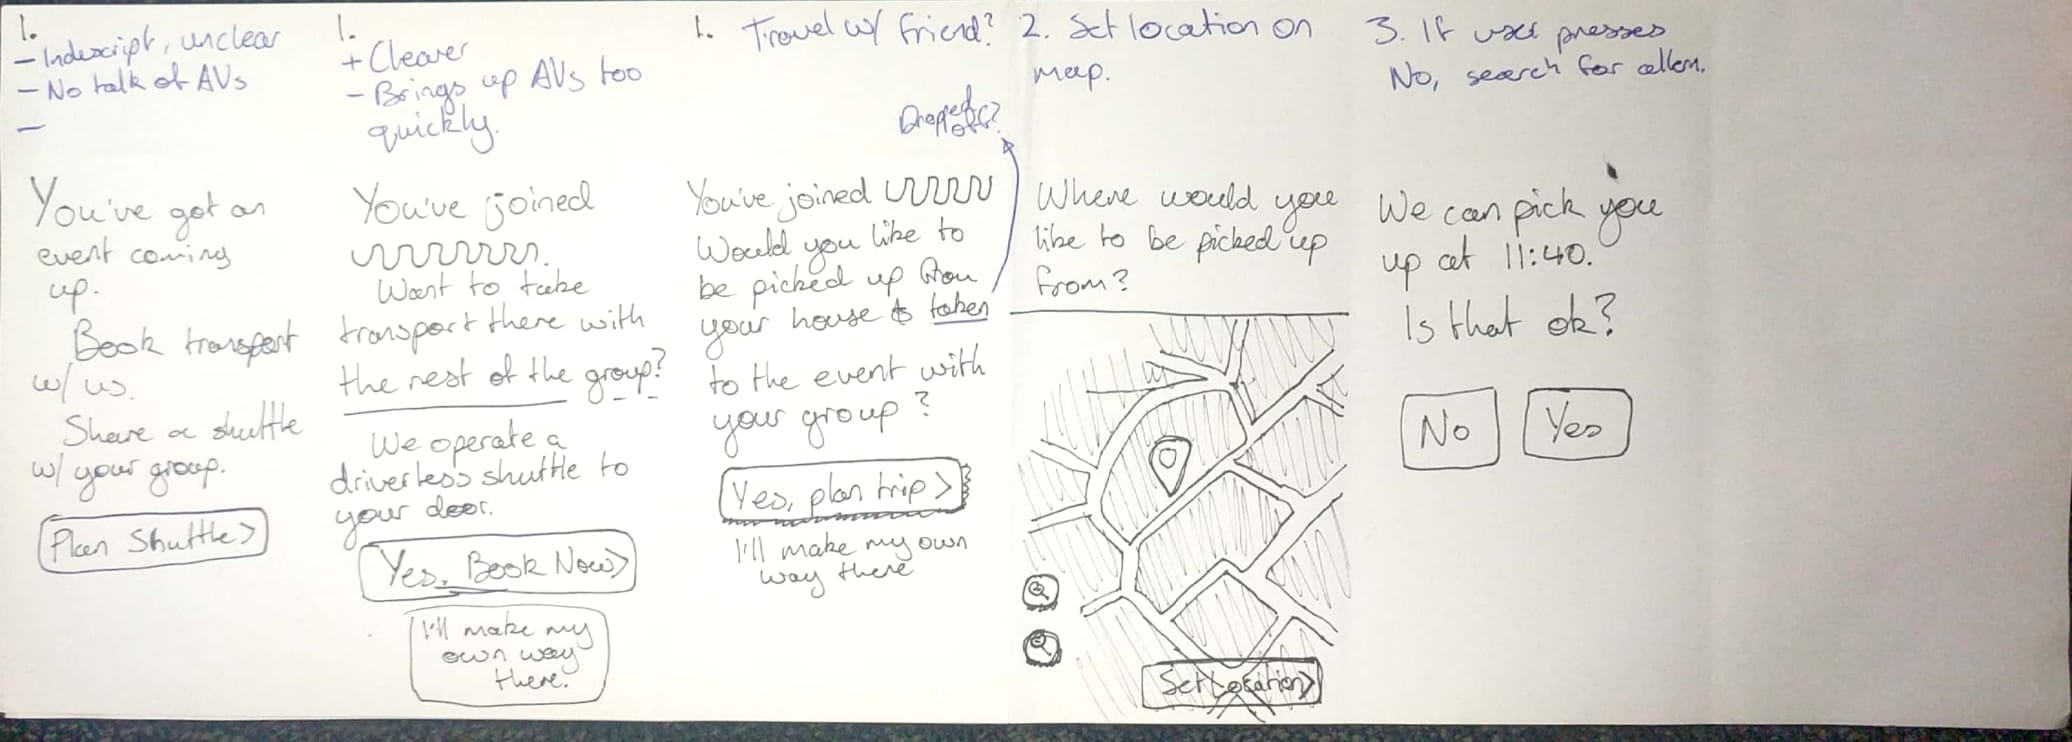 1.
- Indescript, unclear
- No talk of AVs
-
You've got an
event coming
up.
Book transport
w/ us.
Share a shuttle
w/ your group.
Plan Shuttle >
1.
+ Clearer
- Brings up AVs too
quickly.
You've joined
Want to take
transport there with
the rest of the group?
We operate a
driverless shuttle to
your door.
Yes, Book Now >
I'll make my
own way
there.
1. Travel w/ friend?
Dropped
off?
You've joined
Would you like to
be picked up from
your house & taken
to the event with
your group?
Yes, plan trip >
I'll make my own
way there
2. Set location on
map.
Where would you
like to be picked up
from?
Set Location >
3. If user presses
No, search for altern.
We can pick you
up at 11:40.
Is that ok?
No
Yes